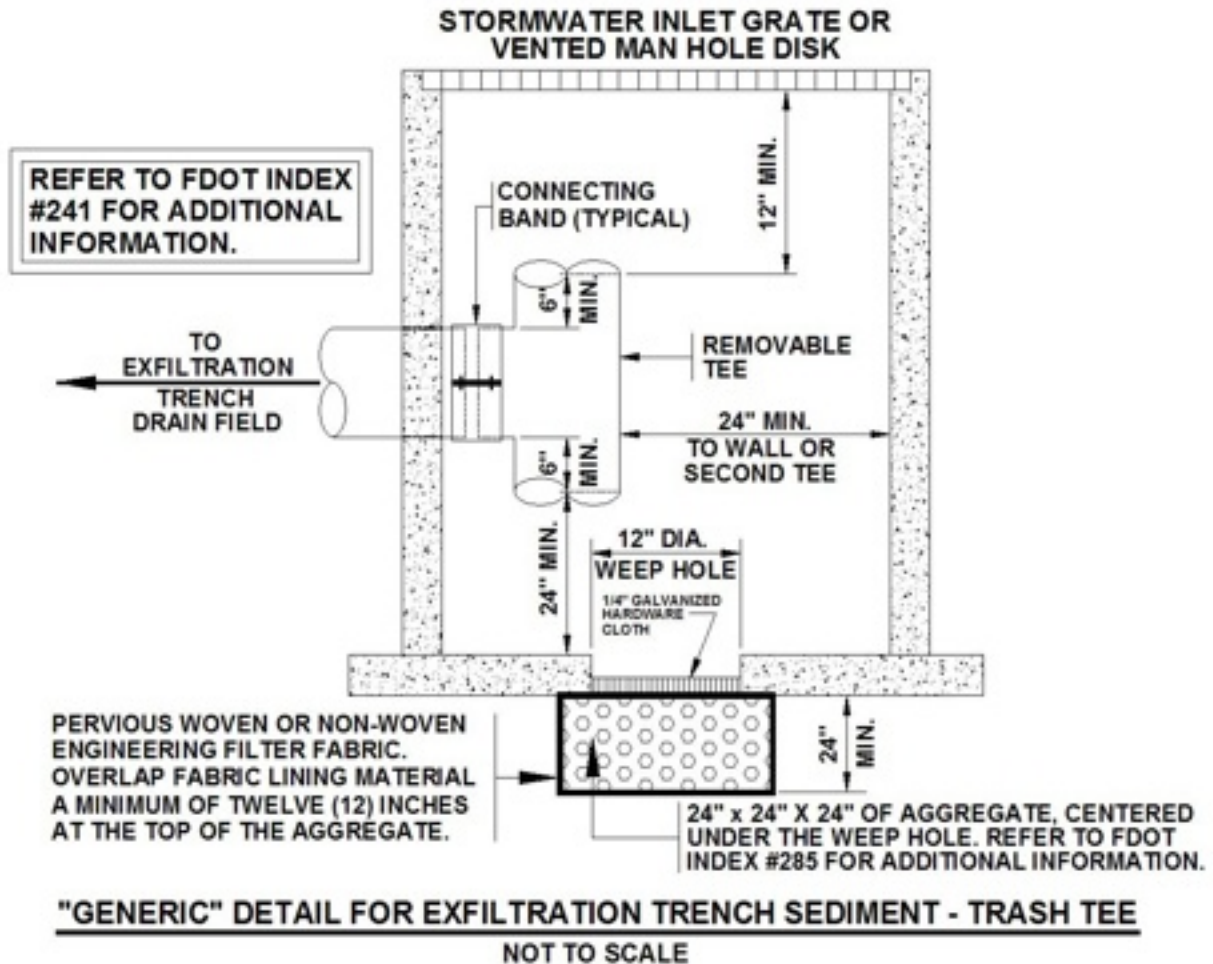 STORMWATER INLET GRATE OR
VENTED MAN HOLE DISK
REFER TO FDOT INDEX
#241 FOR ADDITIONAL
INFORMATION.
CONNECTING
BAND (TYPICAL)
12" MIN.
6"
MIN.
TO
EXFILTRATION
TRENCH
DRAIN FIELD
REMOVABLE
TEE
24" MIN.
TO WALL OR
SECOND TEE
6"
MIN.
24" MIN.
12" DIA.
WEEP HOLE
1/4" GALVANIZED
HARDWARE
CLOTH
PERVIOUS WOVEN OR NON-WOVEN
ENGINEERING FILTER FABRIC.
OVERLAP FABRIC LINING MATERIAL
A MINIMUM OF TWELVE (12) INCHES
AT THE TOP OF THE AGGREGATE.
24"
MIN.
24" x 24" X 24" OF AGGREGATE, CENTERED
UNDER THE WEEP HOLE. REFER TO FDOT
INDEX #285 FOR ADDITIONAL INFORMATION.
"GENERIC" DETAIL FOR EXFILTRATION TRENCH SEDIMENT - TRASH TEE
NOT TO SCALE